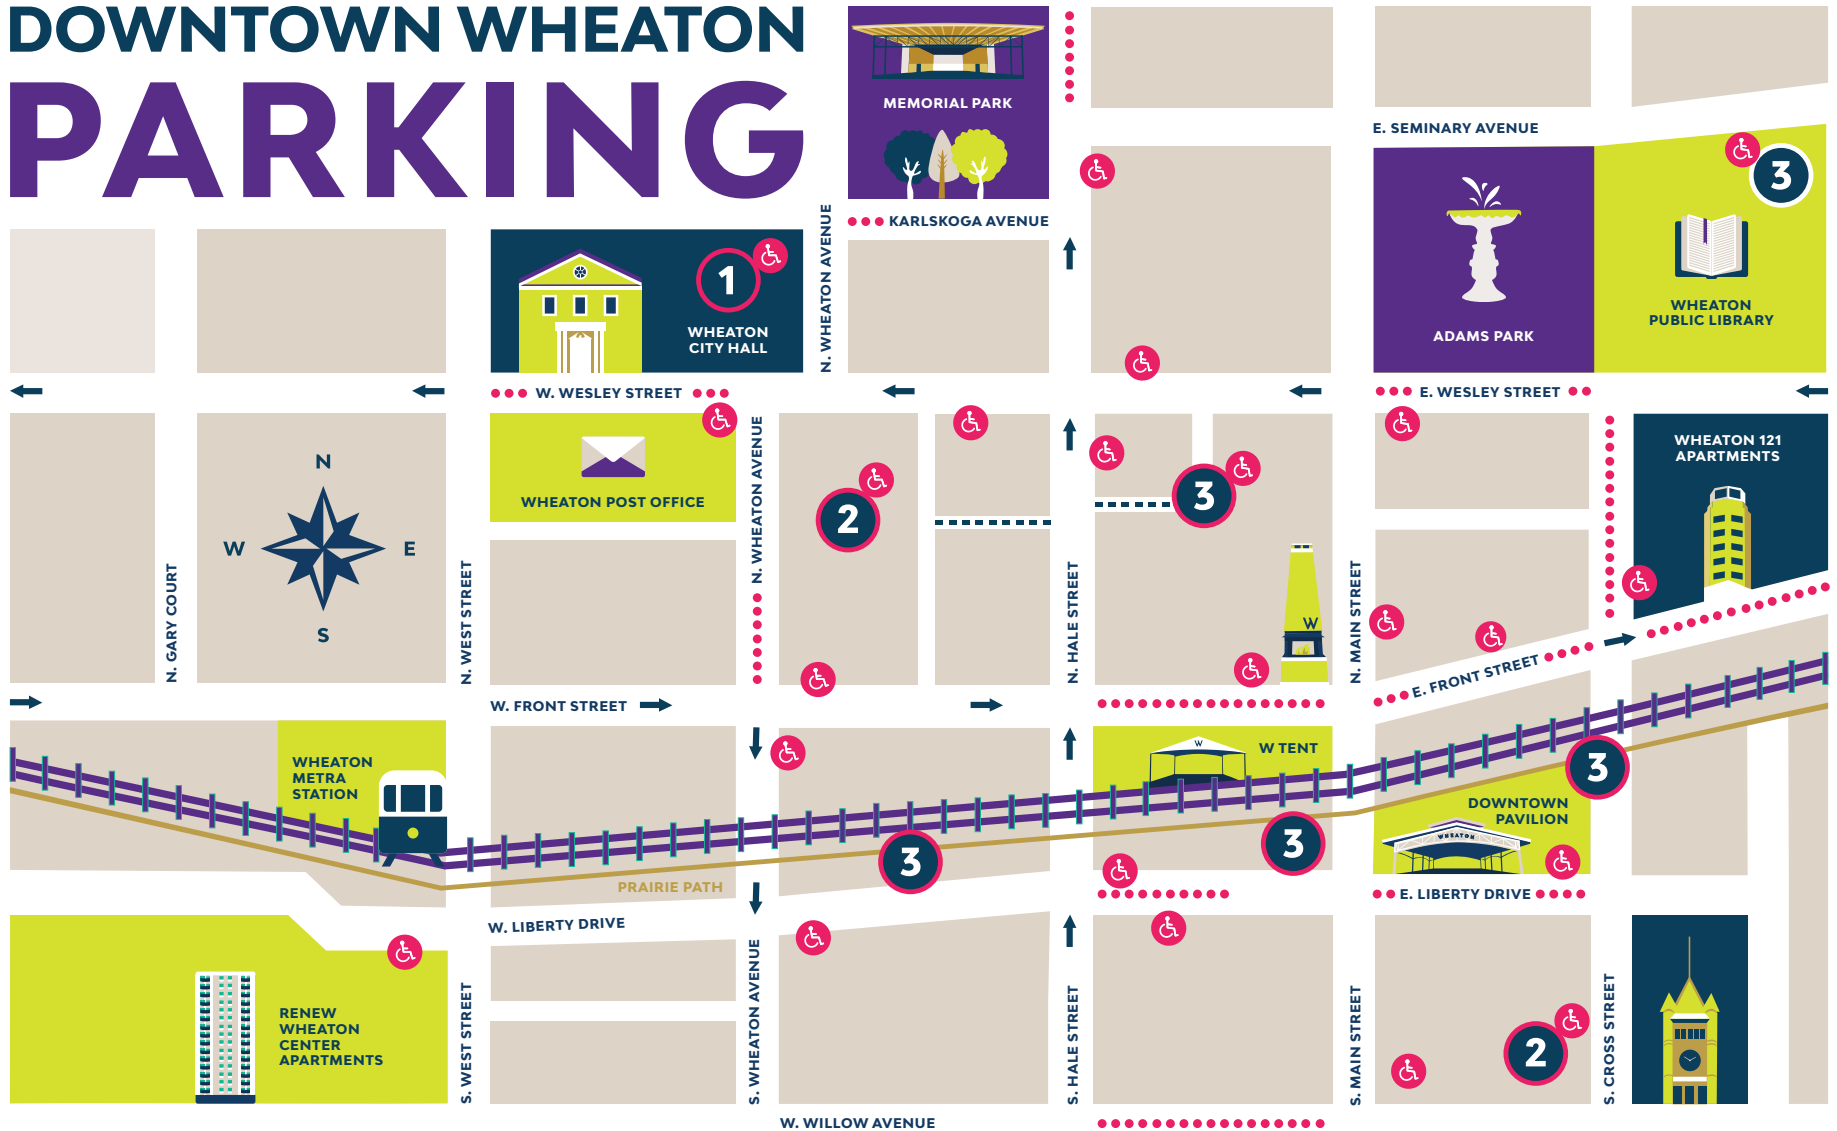 DOWNTOWN WHEATON
PARKING
MEMORIAL PARK
E. SEMINARY AVENUE
3
KARLSKOGA AVENUE
N. WHEATON AVENUE
1
WHEATON
CITY HALL
ADAMS PARK
WHEATON
PUBLIC LIBRARY
W. WESLEY STREET
E. WESLEY STREET
N
W
E
S
WHEATON POST OFFICE
N. WHEATON AVENUE
2
3
WHEATON 121
APARTMENTS
N. GARY COURT
N. WEST STREET
N. HALE STREET
W
N. MAIN STREET
E. FRONT STREET
W. FRONT STREET
WHEATON
METRA
STATION
W
W TENT
3
DOWNTOWN
PAVILION
WHEATON
3
3
PRAIRIE PATH
W. LIBERTY DRIVE
E. LIBERTY DRIVE
RENEW
WHEATON
CENTER
APARTMENTS
S. WEST STREET
S. WHEATON AVENUE
S. HALE STREET
S. MAIN STREET
2
S. CROSS STREET
W. WILLOW AVENUE